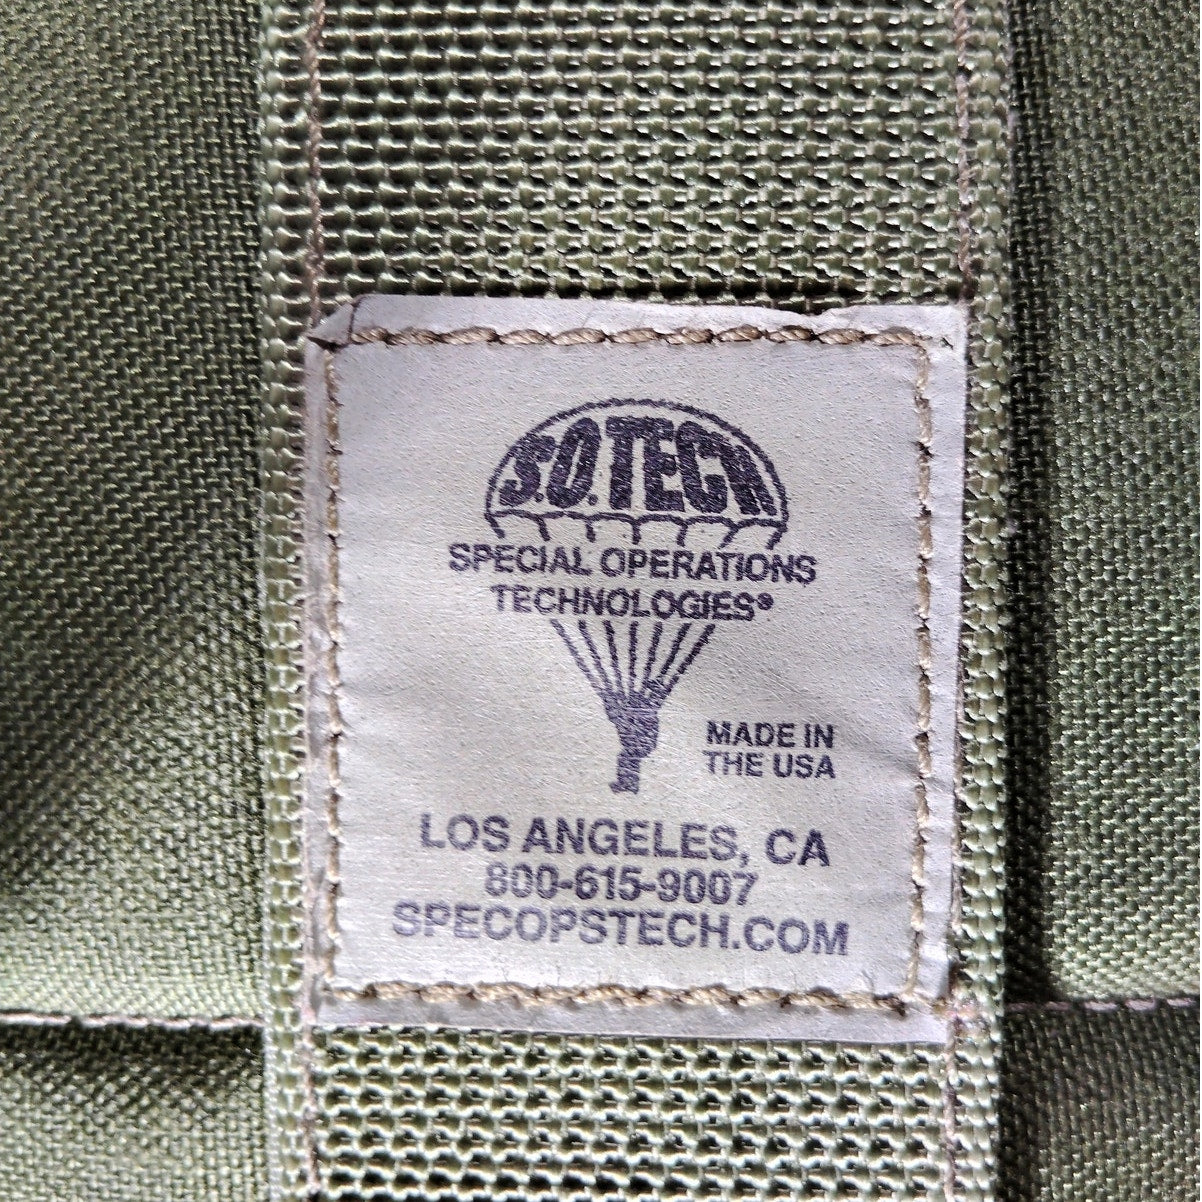 S.O.TECH
SPECIAL OPERATIONS
TECHNOLOGIES®
MADE IN
THE USA
LOS ANGELES, CA
800-615-9007
SPECOPSTECH.COM